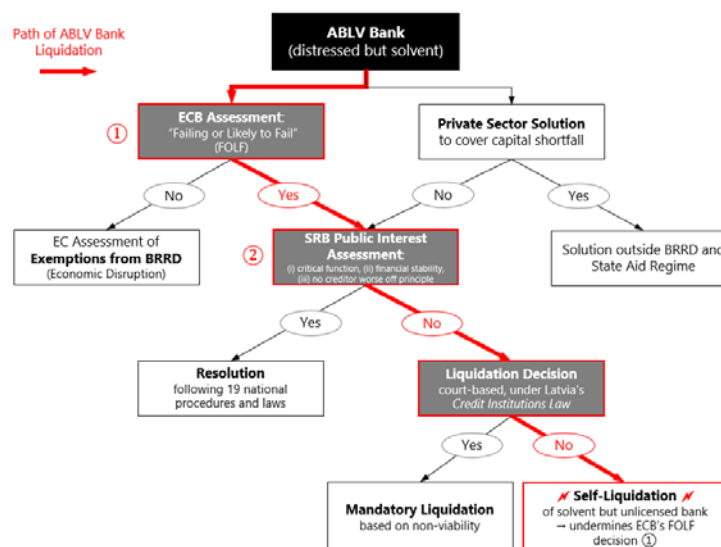 Path of ABLV Bank
Liquidation
ABLV Bank
(distressed but solvent)
①
ECB Assessment:
"Failing or Likely to Fail"
(FOLF)
Private Sector Solution
to cover capital shortfall
No
Yes
No
Yes
EC Assessment of
Exemptions from BRRD
(Economic Disruption)
②
SRB Public Interest
Assessment:
(i) critical function, (ii) financial stability,
(iii) no creditor worse off principle
Solution outside BRRD and
State Aid Regime
Yes
No
Resolution
following 19 national
procedures and laws
Liquidation Decision
court-based, under Latvia's
Credit Institutions Law
Yes
No
Mandatory Liquidation
based on non-viability
Self-Liquidation
of solvent but unlicensed bank
→ undermines ECB's FOLF
decision ①